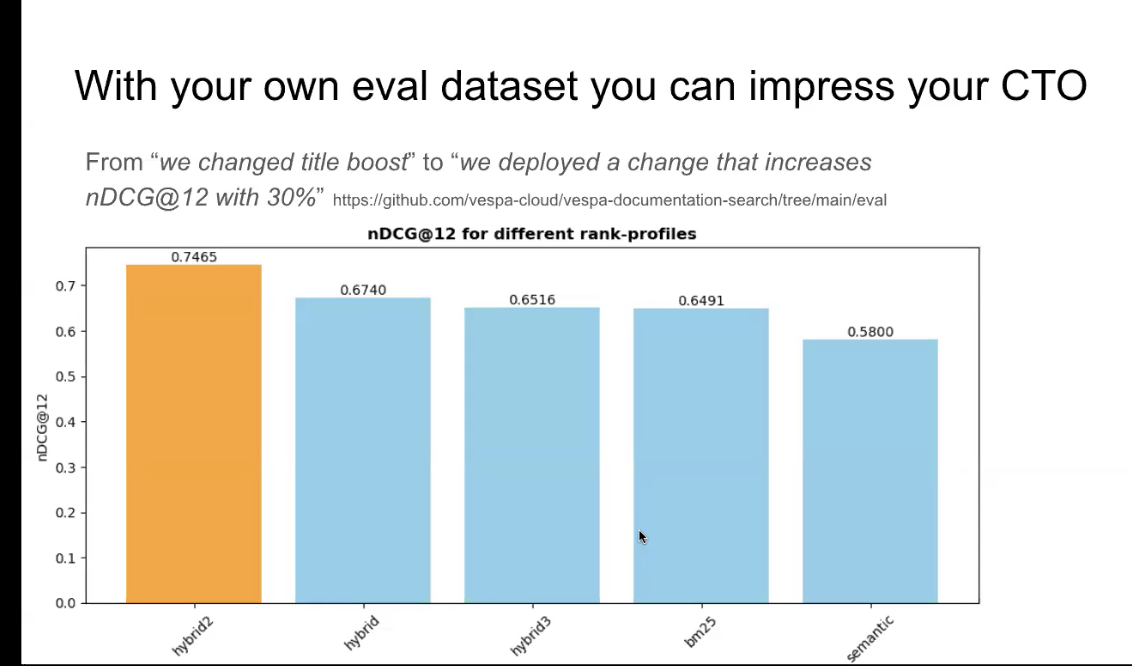 With your own eval dataset you can impress your CTO
From “we changed title boost” to “we deployed a change that increases
nDCG@12 with 30%” https://github.com/vespa-cloud/vespa-documentation-search/tree/main/eval
nDCG@12 for different rank-profiles
0.7465
0.6740
0.6516
0.6491
0.5800
0.7
0.6
0.5
0.4
0.3
0.2
0.1
0.0
nDCG@12
hybrid2
hybrid
hybrid3
bm25
semantic